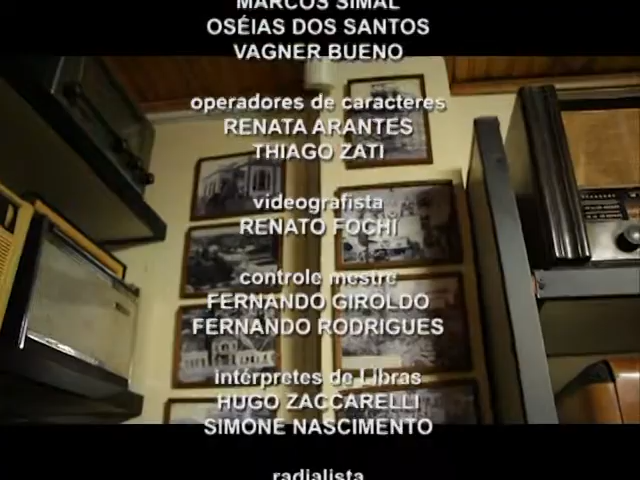 MARCOS SIMAL
OSÉIAS DOS SANTOS
VAGNER BUENO
operadores de caracteres
RENATA ARANTES
THIAGO ZATI
videografista
RENATO FOCHI
controle mestre
FERNANDO GIROLDO
FERNANDO RODRIGUES
intérpretes de Libras
HUGO ZACCARELLI
SIMONE NASCIMENTO
radialista